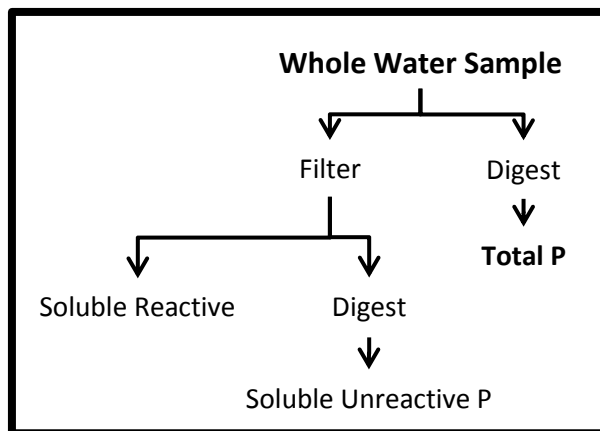 Whole Water Sample
Filter
Digest
Total P
Soluble Reactive
Digest
Soluble Unreactive P